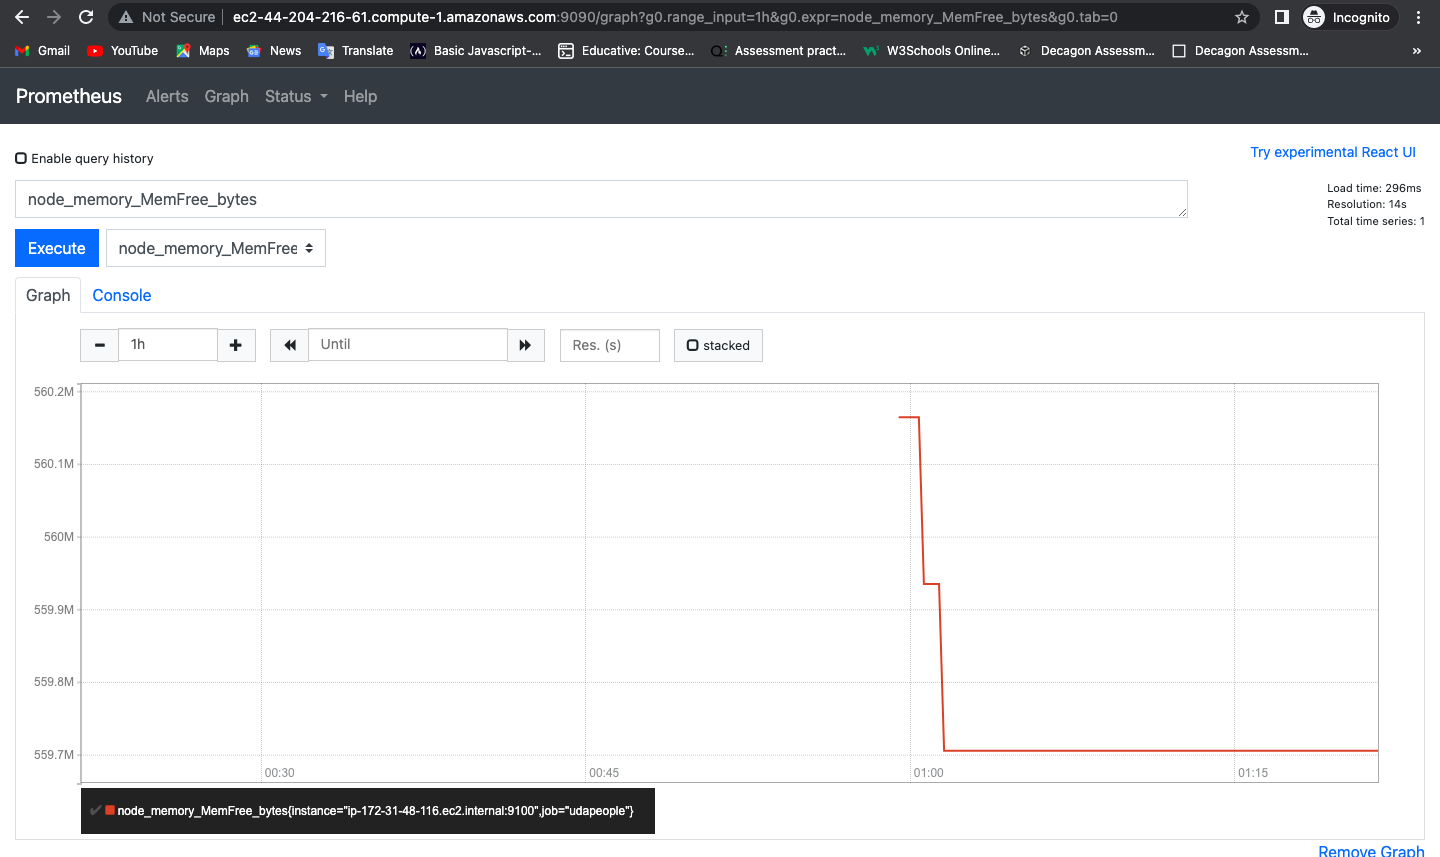 Not Secure ec2-44-204-216-61.compute-1.amazonaws.com:9090/graph?g0.range_input=1h&g0.expr=node_memory_MemFree_bytes&g0.tab=0 Incognito
Gmail YouTube Maps News Translate Basic Javascript-... Educative: Course... Assessment pract... W3Schools Online... Decagon Assessm... Decagon Assessm... »
Prometheus Alerts Graph Status Help
Enable query history
Try experimental React UI
node_memory_MemFree_bytes
Load time: 296ms
Resolution: 14s
Total time series: 1
Execute node_memory_MemFree
Graph Console
1h Until Res. (s) stacked
560.2M
560.1M
560M
559.9M
559.8M
559.7M
00:30 00:45 01:00 01:15
node_memory_MemFree_bytes{instance="ip-172-31-48-116.ec2.internal:9100",job="udapeople"}
Remove Graph